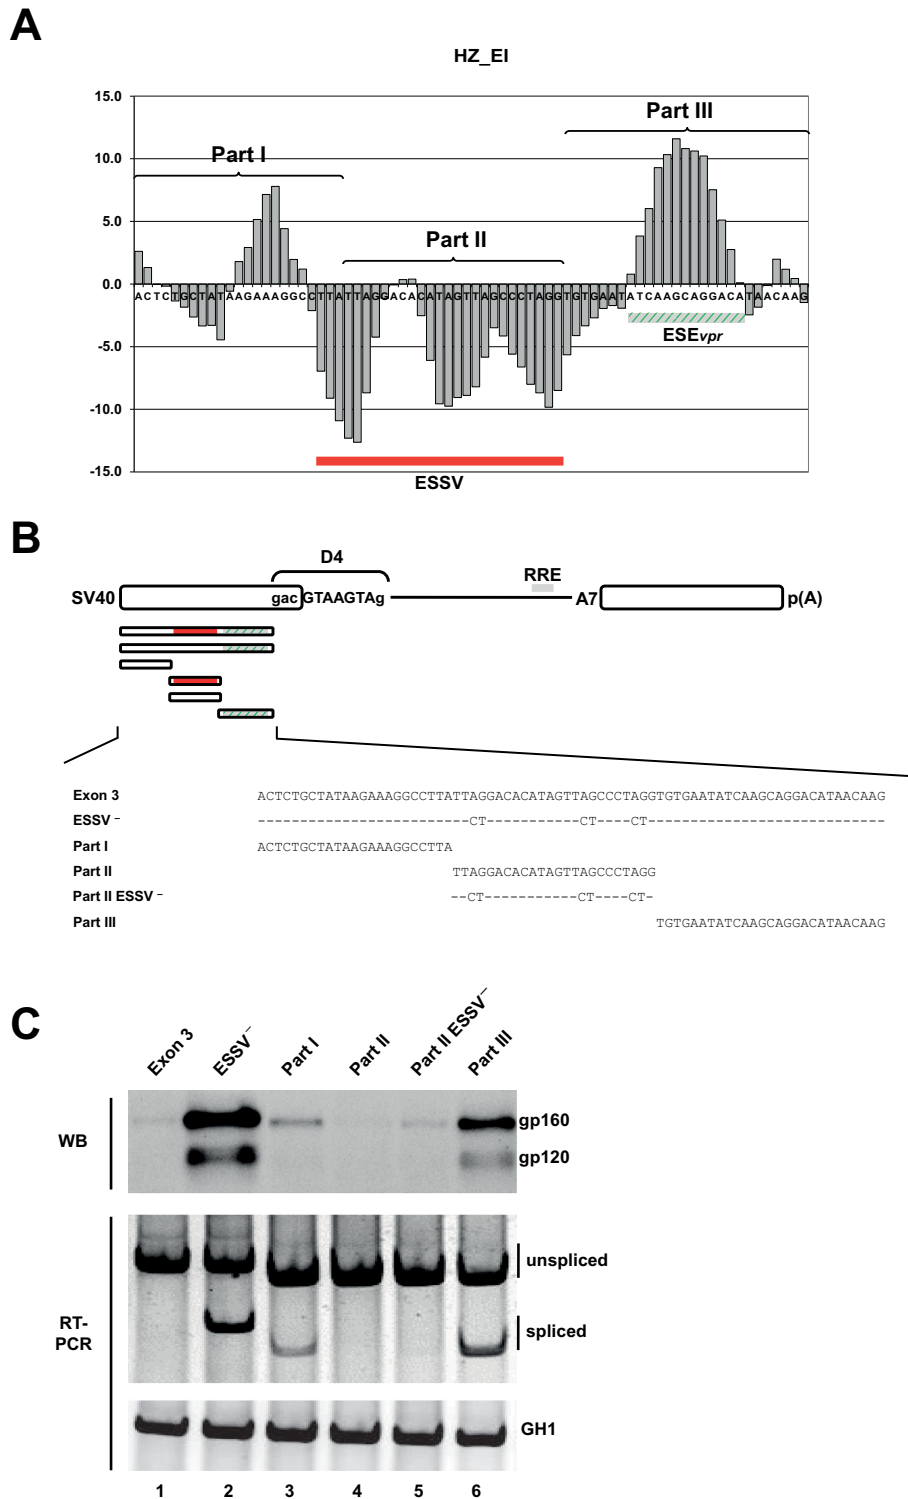 A
HZ_EI
15.0
Part III
10.0
Part I
5.0
Part II
0.0
ACTCTGCTATAAGAAAGGCCTTATTAGGACACATAGTTAGCCCTAGGTGTGAATATCAAGCAGGACATAACAAG
ESEvpr
-5.0
-10.0
-15.0
ESSV
B
D4
RRE
SV40
gacGTAAGTAg
A7
p(A)
Exon 3 ACTCTGCTATAAGAAAGGCCTTATTAGGACACATAGTTAGCCCTAGGTGTGAATATCAAGCAGGACATAACAAG
ESSV – -------------------------CT-----------CT----CT----------------------------
Part I ACTCTGCTATAAGAAAGGCCTTA
Part II TTAGGACACATAGTTAGCCCTAGG
Part II ESSV – --CT-----------CT----CT-
Part III TGTGAATATCAAGCAGGACATAACAAG
C
Exon 3
ESSV –
Part I
Part II
Part II ESSV –
Part III
WB
gp160
gp120
RT-
PCR
unspliced
spliced
GH1
1 2 3 4 5 6